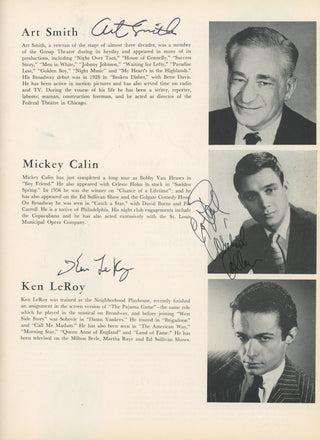 Art Smith Art Smith
Art Smith, a veteran of the stage of almost three decades, was a member
of the Group Theatre during its heyday and appeared in many of its
productions, including "Night Over Taos," "House of Connelly," "Success
Story," "Men in White," "Johnny Johnson," "Waiting for Lefty," "Paradise
Lost," "Golden Boy," "Night Music" and "My Heart's in the Highlands."
His Broadway debut was in 1928 in "Broken Dishes," with Bette Davis.
He has been active in motion pictures and has also served time on radio
and TV. During the course of his life he has been a writer, reporter,
laborer, seaman, construction foreman, and he acted as director of the
Federal Theatre in Chicago.
Mickey Calin
Mickey Calin has just completed a long tour as Bobby Van Heusen in
"Boy Friend." He also appeared with Celeste Holm in stock in "Sudden
Spring." In 1956 he was the winner on "Chance of a Lifetime"; and he
has also appeared on the Ed Sullivan Show and the Colgate Comedy Hour.
On Broadway he was seen in "Catch a Star," with David Burns and Pat
Carroll. He is a native of Philadelphia. His night club engagements include
the Copacabana and he has also worked extensively with the St. Louis
Municipal Opera Company.
Michael
Calin
Ken LeRoy
Ken LeRoy
Ken LeRoy was trained at the Neighborhood Playhouse, recently finished
an assignment in the screen version of "The Pajama Game"—the same role
which he played in the musical on Broadway, and before joining "West
Side Story" was Sohovic in "Damn Yankees." He toured in "Brigadoon"
and "Call Me Madam." He has also been seen in "The American Way,"
"Morning Star," "Queen Anne of England" and "Land of Fame." He has
been televised on the Milton Berle, Martha Raye and Ed Sullivan Shows.